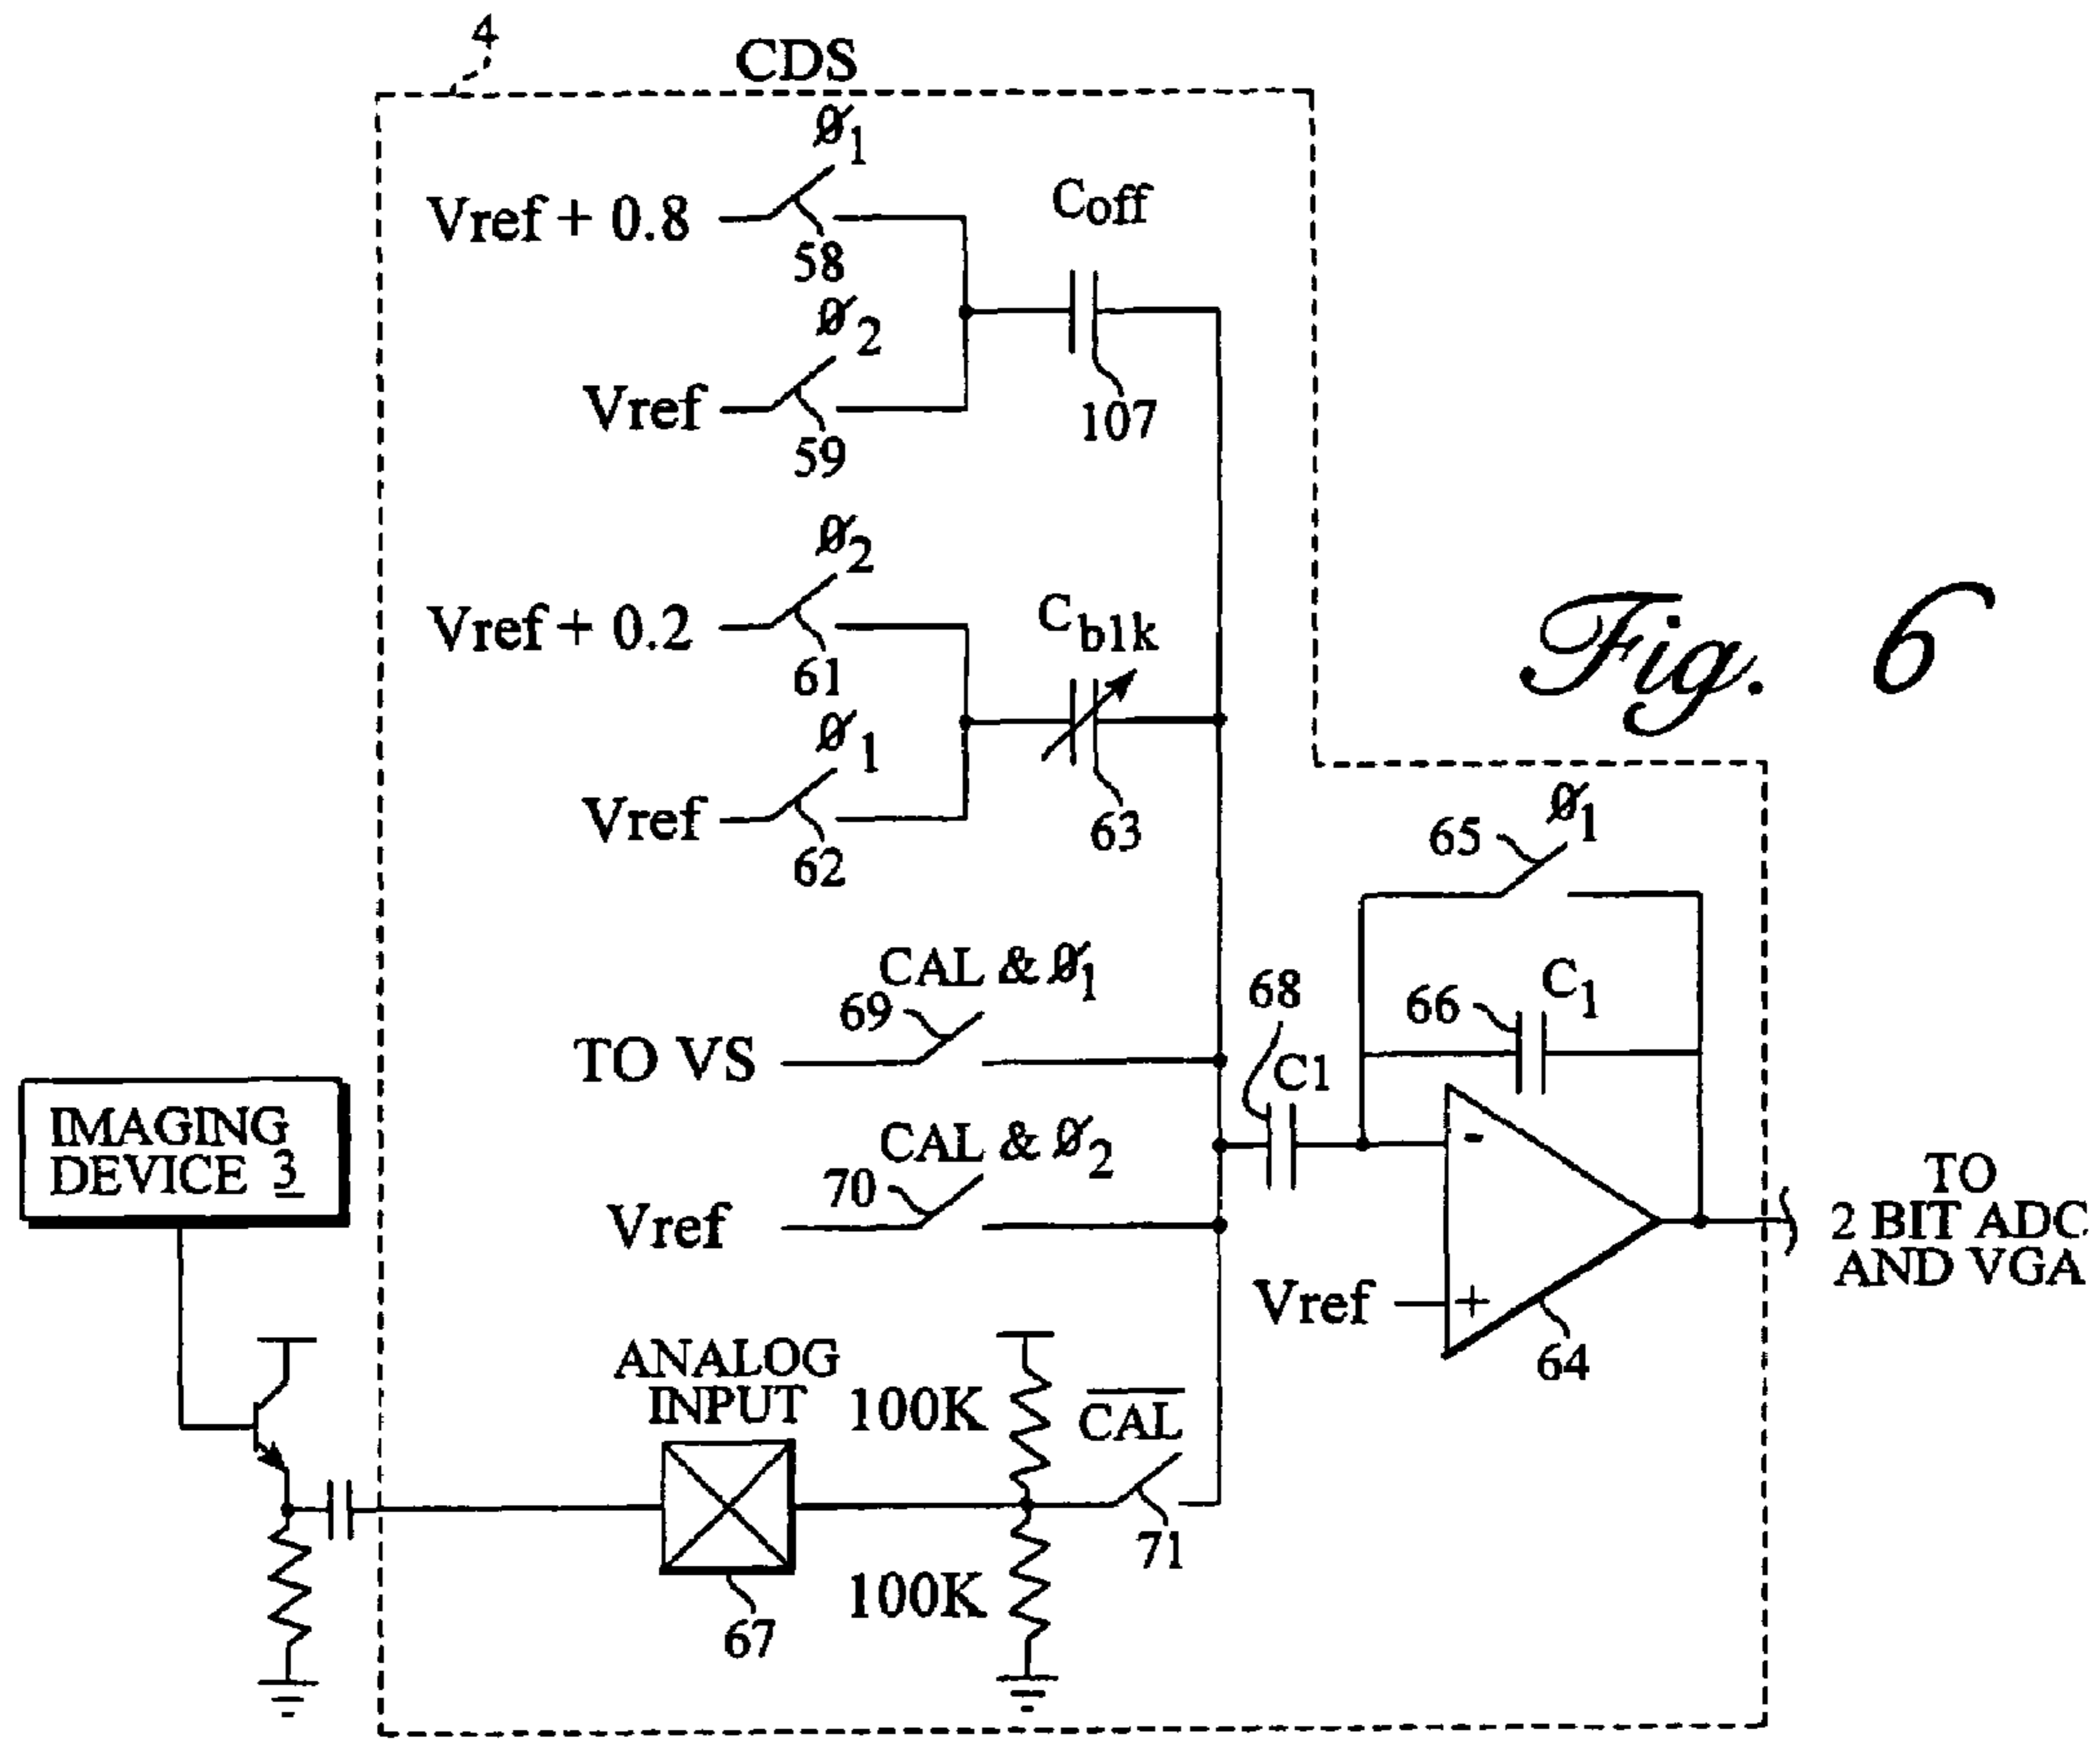 4
CDS
Ø1
Vref + 0.8
58
Coff
Ø2
Vref
59
107
Ø2
Vref + 0.2
61
Cblk
Ø1
Vref
62
63
Fig. 6
Ø1
65
CAL & Ø1
69
TO VS
68
C1
66
C1
IMAGING
DEVICE 3
CAL & Ø2
70
Vref
-
TO
2 BIT ADC
AND VGA
Vref
+
64
ANALOG
INPUT
100K
C̅A̅L̅
71
100K
67